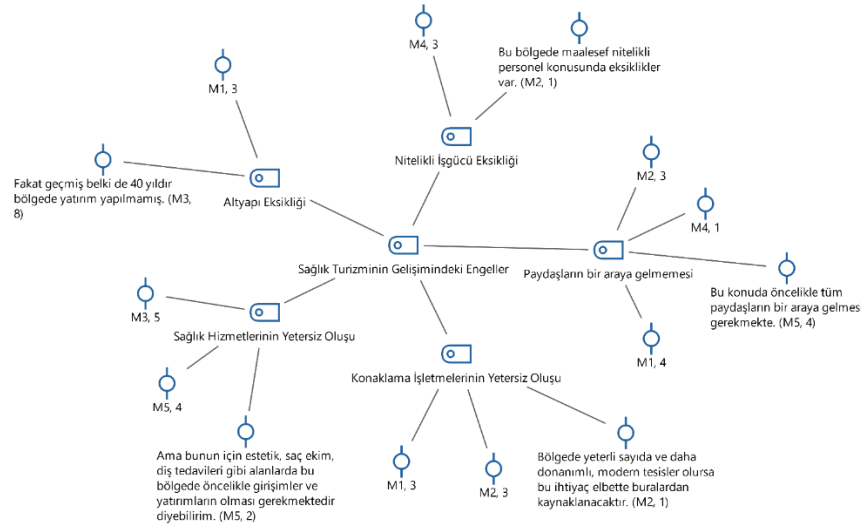 M4, 3
Bu bölgede maalesef nitelikli
personel konusunda eksiklikler
var. (M2, 1)
M1, 3
Nitelikli İşgücü Eksikliği
Fakat geçmiş belki de 40 yıldır
bölgede yatırım yapılmamış. (M3,
8)
Altyapı Eksikliği
M2, 3
M4, 1
Sağlık Turizminin Gelişimindeki Engeller
Paydaşların bir araya gelmemesi
Bu konuda öncelikle tüm
paydaşların bir araya gelmes
gerekmekte. (M5, 4)
M3, 5
Sağlık Hizmetlerinin Yetersiz Oluşu
M1, 4
Konaklama İşletmelerinin Yetersiz Oluşu
M5, 4
Ama bunun için estetik, saç ekim,
diş tedavileri gibi alanlarda bu
bölgede öncelikle girişimler ve
yatırımların olması gerekmektedir
diyebilirim. (M5, 2)
M1, 3
M2, 3
Bölgede yeterli sayıda ve daha
donanımlı, modern tesisler olursa
bu ihtiyaç elbette buralardan
kaynaklanacaktır. (M2, 1)